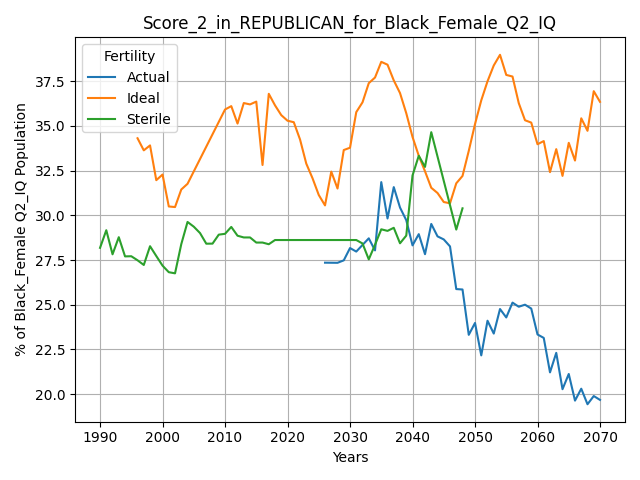 Score_2_in_REPUBLICAN_for_Black_Female_Q2_IQ
Fertility
Actual
Ideal
Sterile
% of Black_Female Q2_IQ Population
37.5
35.0
32.5
30.0
27.5
25.0
22.5
20.0
1990 2000 2010 2020 2030 2040 2050 2060 2070
Years